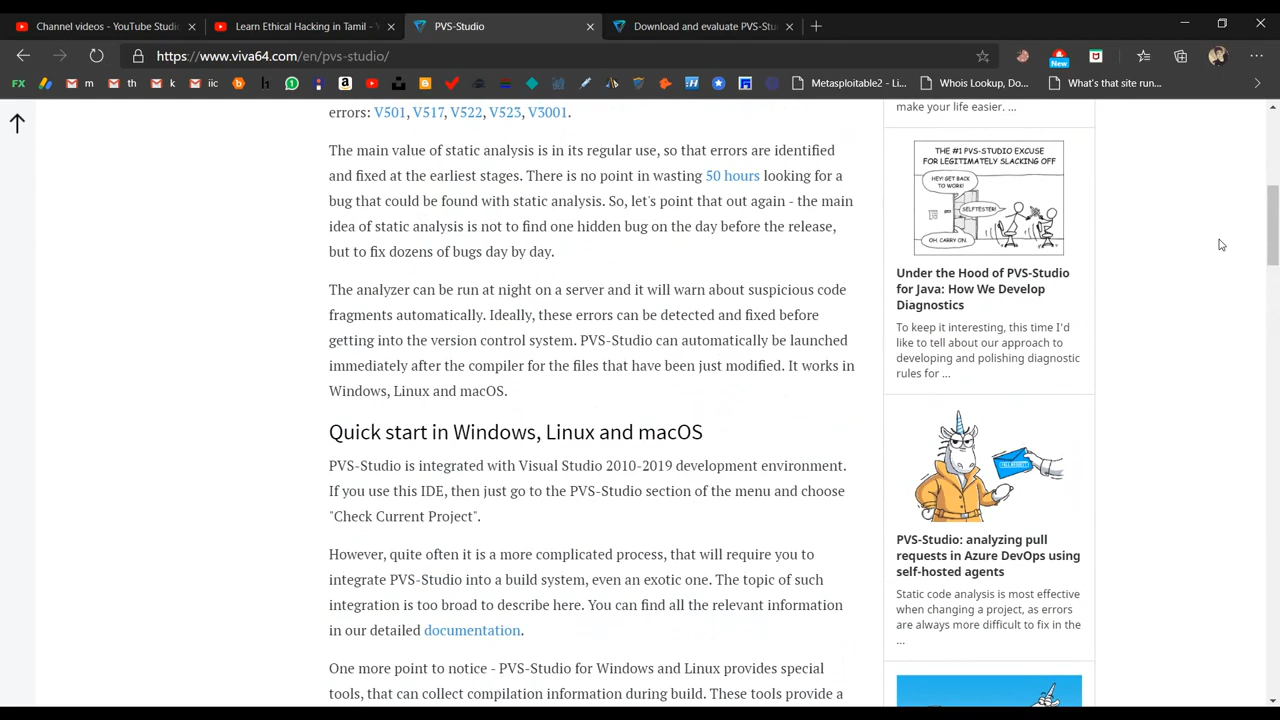 Channel videos - YouTube Studio
Learn Ethical Hacking in Tamil -
PVS-Studio
Download and evaluate PVS-Stu
https://www.viva64.com/en/pvs-studio/
New
FX
m
th
k
iic
Metasploitable2 - Li...
Whois Lookup, Do...
What's that site run...
errors: V501, V517, V522, V523, V3001.
The main value of static analysis is in its regular use, so that errors are identified
and fixed at the earliest stages. There is no point in wasting 50 hours looking for a
bug that could be found with static analysis. So, let's point that out again - the main
idea of static analysis is not to find one hidden bug on the day before the release,
but to fix dozens of bugs day by day.
The analyzer can be run at night on a server and it will warn about suspicious code
fragments automatically. Ideally, these errors can be detected and fixed before
getting into the version control system. PVS-Studio can automatically be launched
immediately after the compiler for the files that have been just modified. It works in
Windows, Linux and macOS.
Quick start in Windows, Linux and macOS
PVS-Studio is integrated with Visual Studio 2010-2019 development environment.
If you use this IDE, then just go to the PVS-Studio section of the menu and choose
"Check Current Project".
However, quite often it is a more complicated process, that will require you to
integrate PVS-Studio into a build system, even an exotic one. The topic of such
integration is too broad to describe here. You can find all the relevant information
in our detailed documentation.
One more point to notice - PVS-Studio for Windows and Linux provides special
tools, that can collect compilation information during build. These tools provide a
make your life easier. ...
THE #1 PVS-STUDIO EXCUSE
FOR LEGITIMATELY SLACKING OFF
HEY! GET BACK
TO WORK!
SELFTESTER!
OH. CARRY ON.
Under the Hood of PVS-Studio
for Java: How We Develop
Diagnostics
To keep it interesting, this time I'd
like to tell about our approach to
developing and polishing diagnostic
rules for ...
PULL REQUEST
PVS-Studio: analyzing pull
requests in Azure DevOps using
self-hosted agents
Static code analysis is most effective
when changing a project, as errors
are always more difficult to fix in the
...